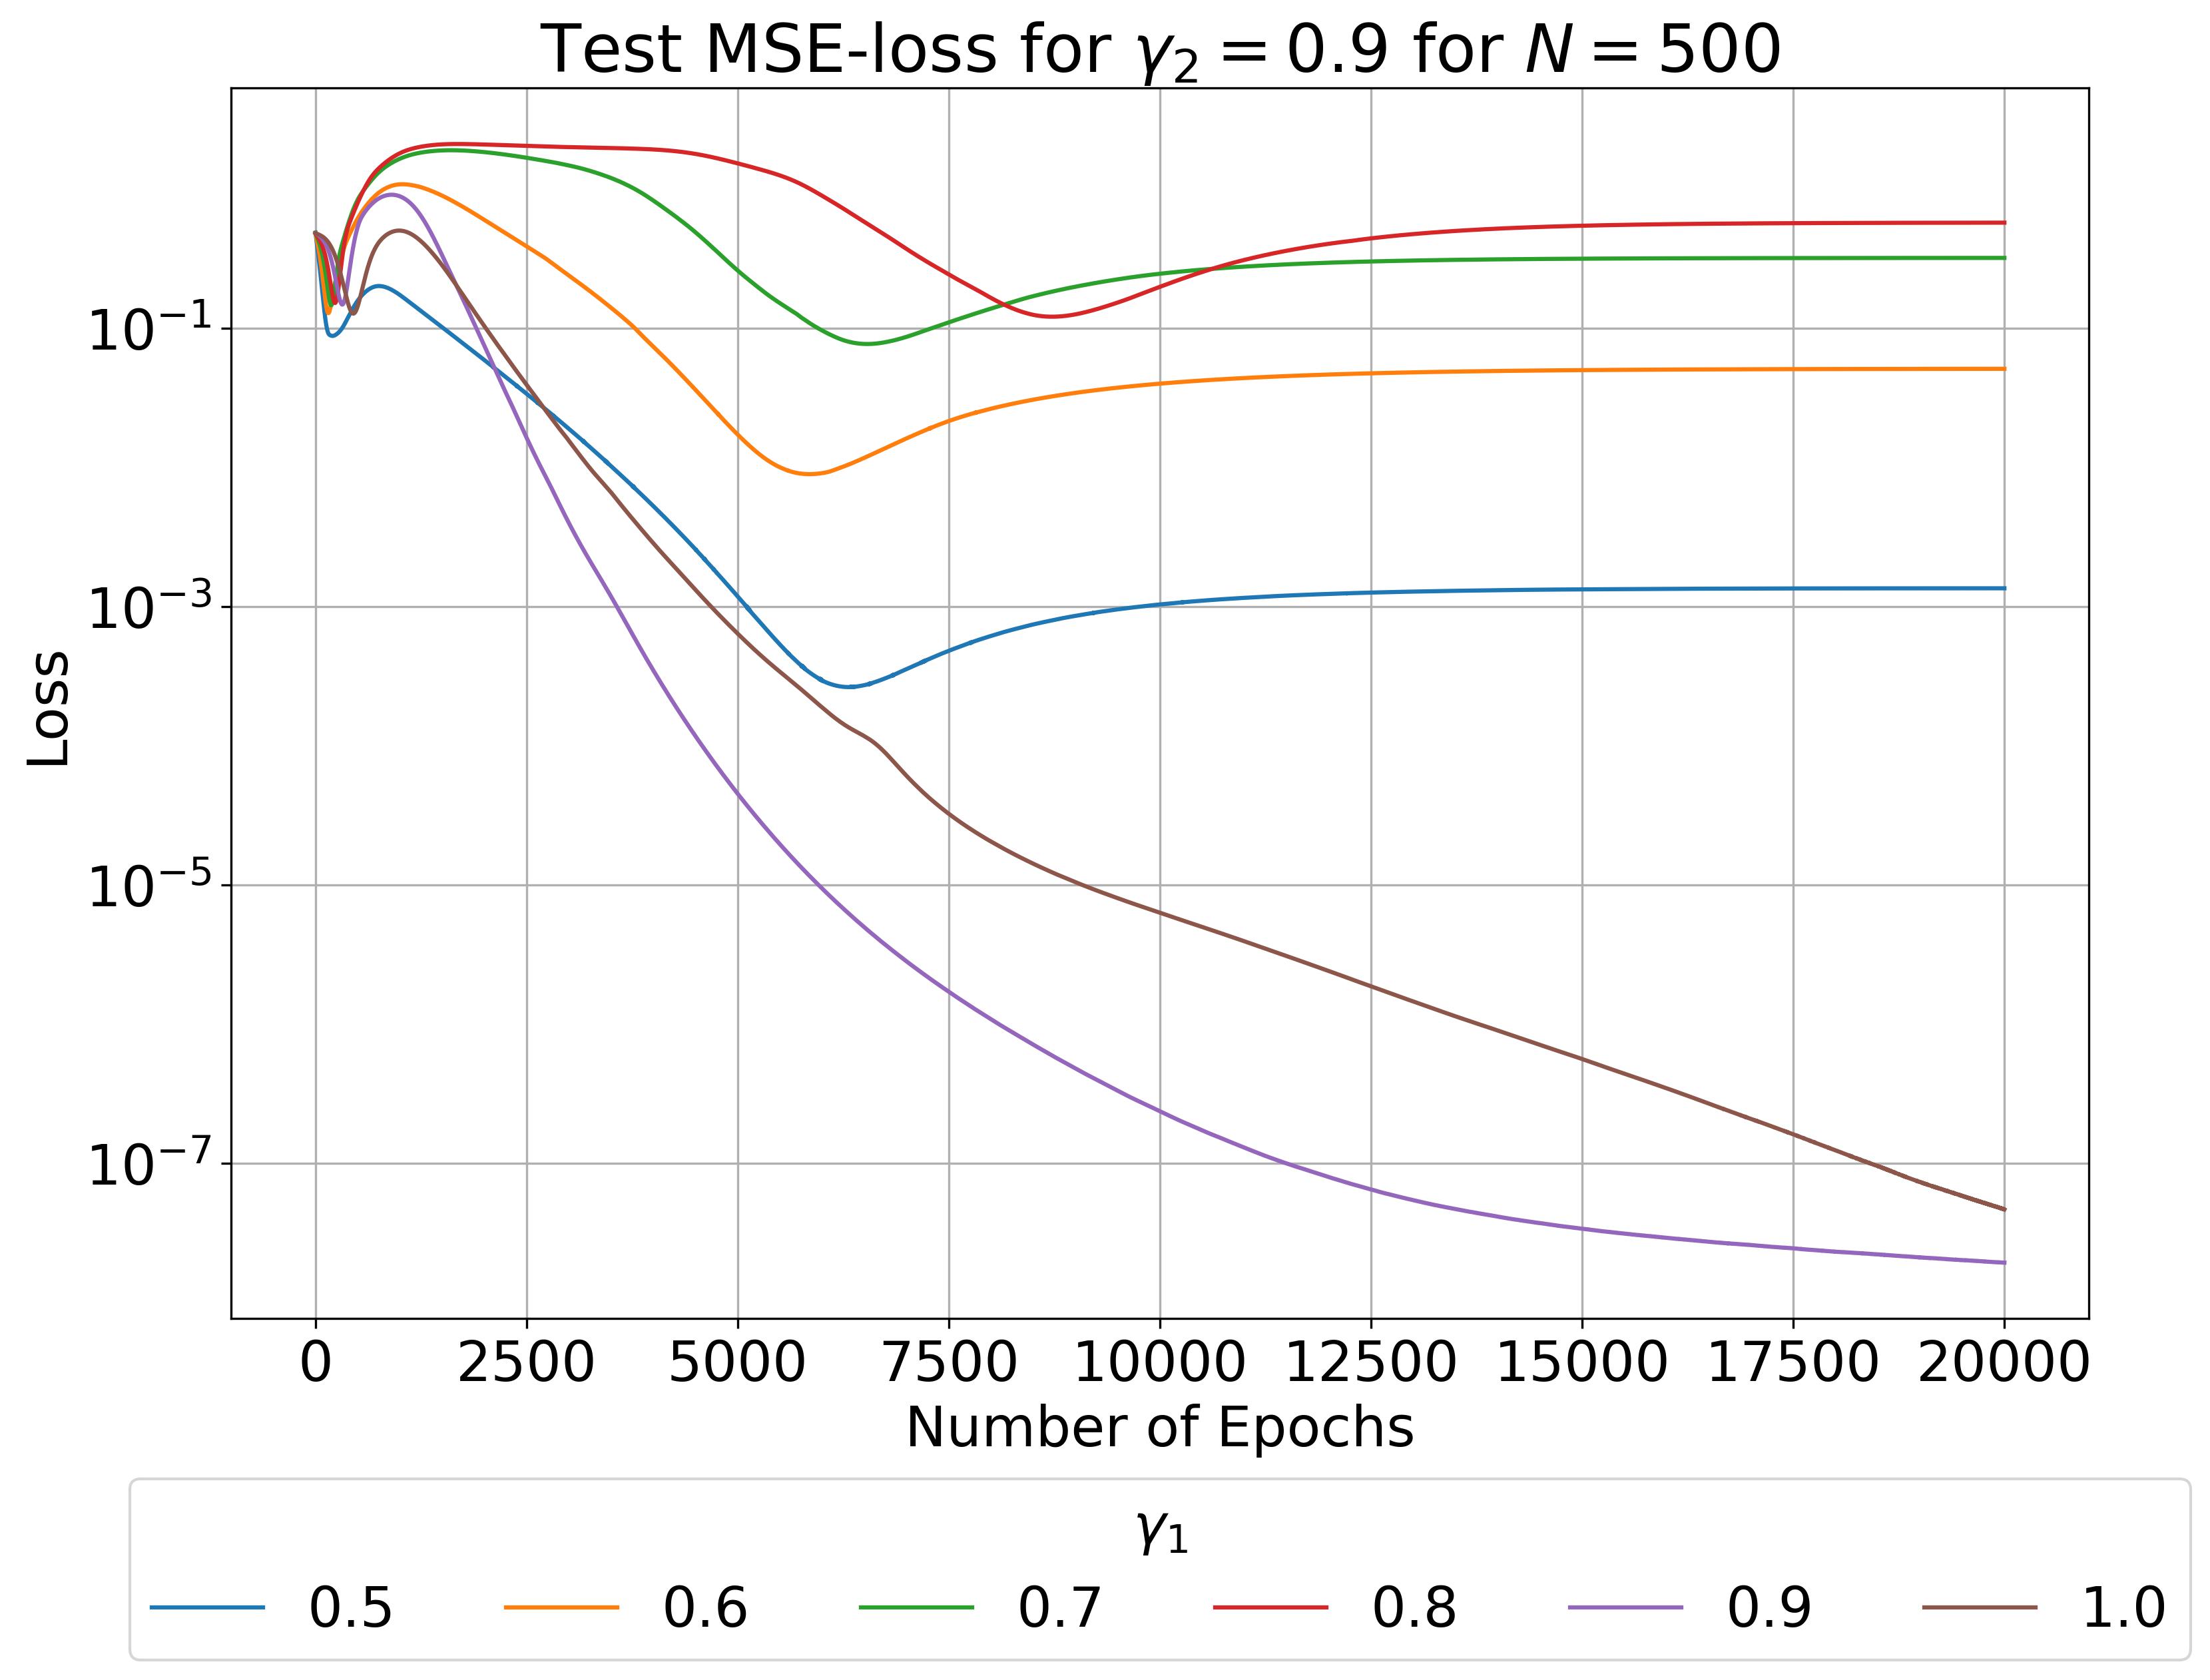 Test MSE-loss for γ₂ = 0.9 for N = 500
Loss
10⁻¹
10⁻³
10⁻⁵
10⁻⁷
0 2500 5000 7500 10000 12500 15000 17500 20000
Number of Epochs
γ₁
0.5 0.6 0.7 0.8 0.9 1.0